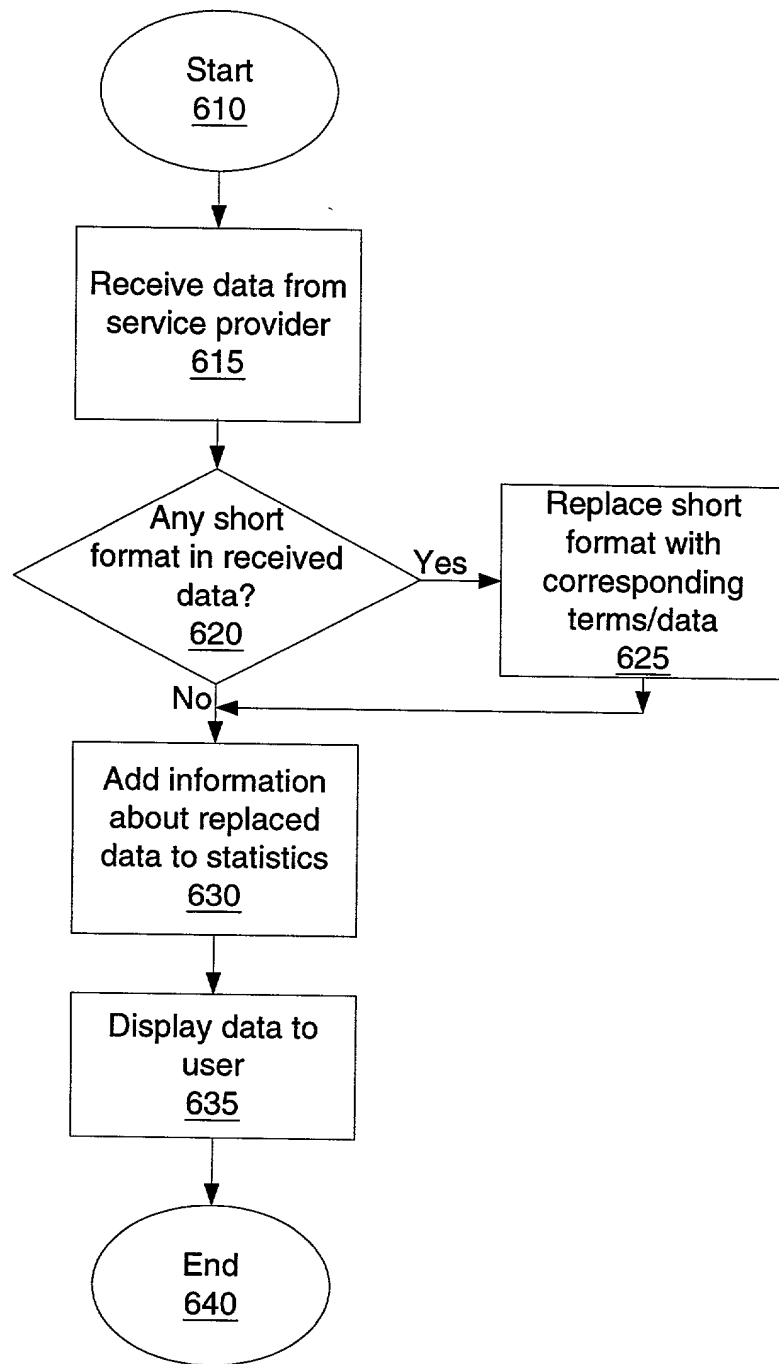 Start
610
Receive data from
service provider
615
Any short
format in received
data?
620
Yes
Replace short
format with
corresponding
terms/data
625
No
Add information
about replaced
data to statistics
630
Display data to
user
635
End
640